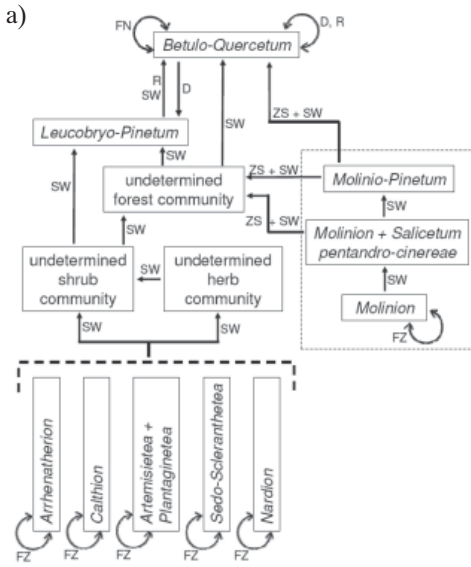 a)
FN
D, R
Betulo-Quercetum
R
SW
D
SW
ZS + SW
Leucobryo-Pinetum
SW
SW
undetermined
forest community
ZS + SW
Molinio-Pinetum
SW
ZS + SW
SW
Molinion + Salicetum
pentandro-cinereae
undetermined
shrub
community
SW
undetermined
herb
community
SW
Molinion
FZ
SW
SW
Arrhenatherion
Calthion
Artemisietea +
Plantaginetea
Sedo-Scleranthetea
Nardion
FZ
FZ
FZ
FZ
FZ